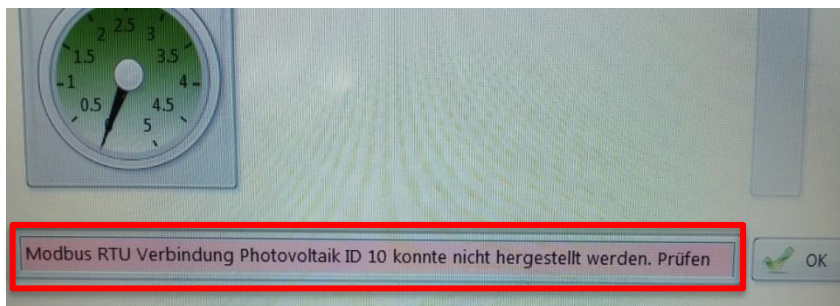 2 2.5 3
1.5 3.5
1 4
0.5 4.5
0 5
Modbus RTU Verbindung Photovoltaik ID 10 konnte nicht hergestellt werden. Prüfen
OK